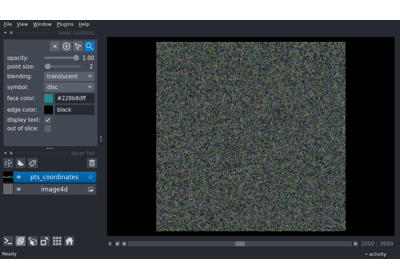 File View Window Plugins Help
layer controls
opacity: 1.00
point size: 2
blending: translucent
symbol: disc
face color: #228b8dff
edge color: black
display text:
out of slice:
layer list
pts_coordinates
image4d
0 2000 3999
Ready activity